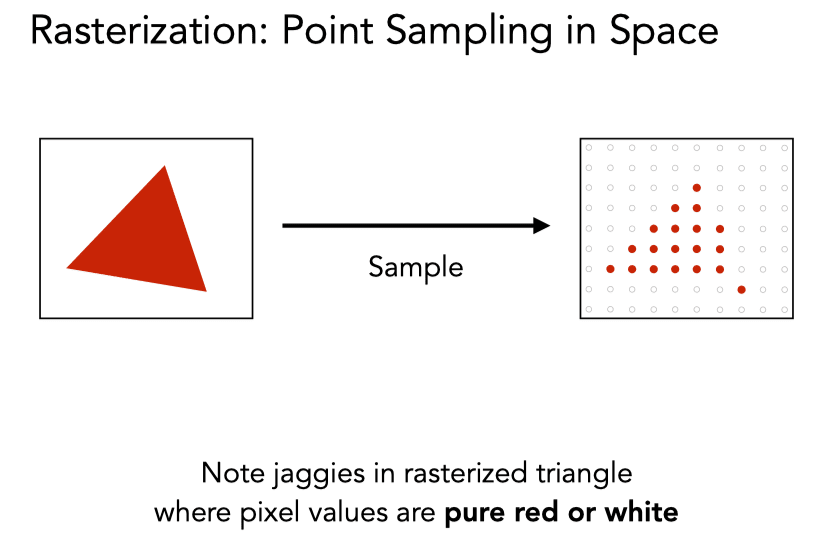 Rasterization: Point Sampling in Space
Sample
Note jaggies in rasterized triangle
where pixel values are pure red or white